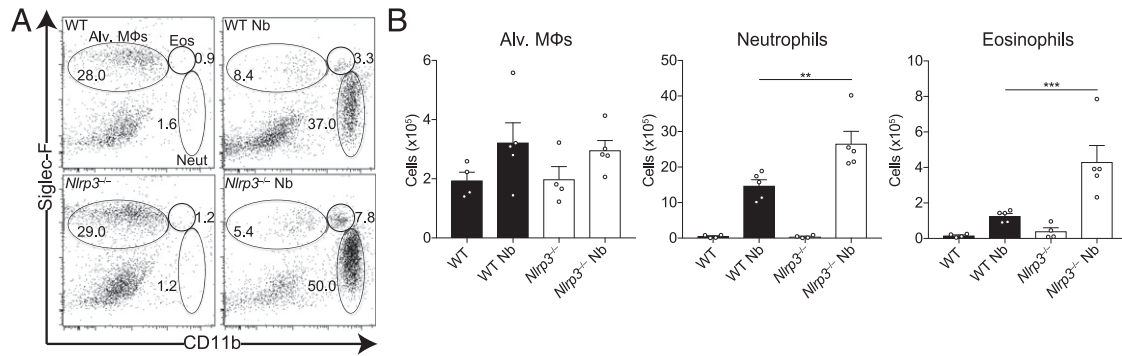 A
WT
Alv. MΦs
Eos
0.9
28.0
1.6
Neut
WT Nb
3.3
8.4
37.0
Nlrp3⁻/⁻
1.2
29.0
1.2
Nlrp3⁻/⁻ Nb
7.8
5.4
50.0
Siglec-F
CD11b
B
Alv. MΦs
Cells (x10⁵)
6
4
2
0
WT
WT Nb
Nlrp3⁻/⁻
Nlrp3⁻/⁻ Nb
Neutrophils
**
Cells (x10⁵)
50
40
30
20
10
0
WT
WT Nb
Nlrp3⁻/⁻
Nlrp3⁻/⁻ Nb
Eosinophils
***
Cells (x10⁵)
10
8
6
4
2
0
WT
WT Nb
Nlrp3⁻/⁻
Nlrp3⁻/⁻ Nb